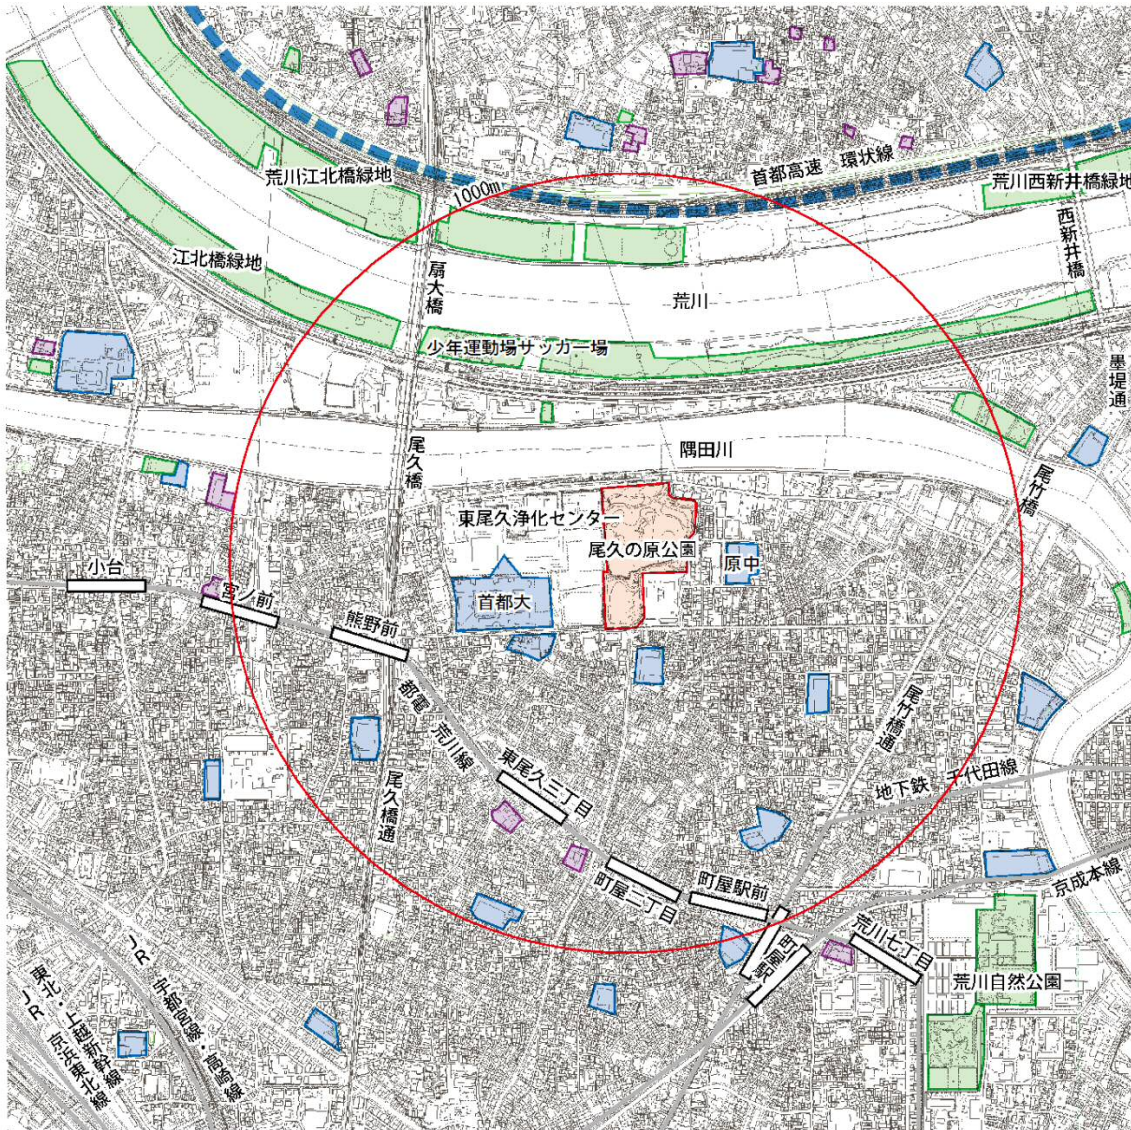 首都高速 環状線
荒川江北橋緑地
1000m
荒川西新井橋緑地
西新井橋
江北橋緑地
扇大橋
荒川
少年運動場サッカー場
墨堤通
尾久橋
隅田川
尾竹橋
東尾久浄化センター
尾久の原公園
原中
小台
宮ノ前
熊野前
首都大
都電 荒川線
尾竹橋通
東尾久三丁目
地下鉄 千代田線
尾久橋通
町屋二丁目
町屋駅前
京成本線
町屋駅
荒川七丁目
荒川自然公園
JR 宇都宮線・高崎線
東北・上越新幹線
JR 京浜東北線